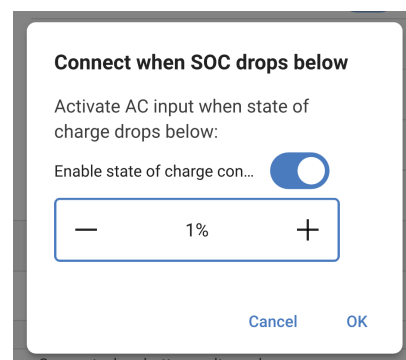 Connect when SOC drops below
Activate AC input when state of
charge drops below:
Enable state of charge con...
— 1% +
Cancel OK